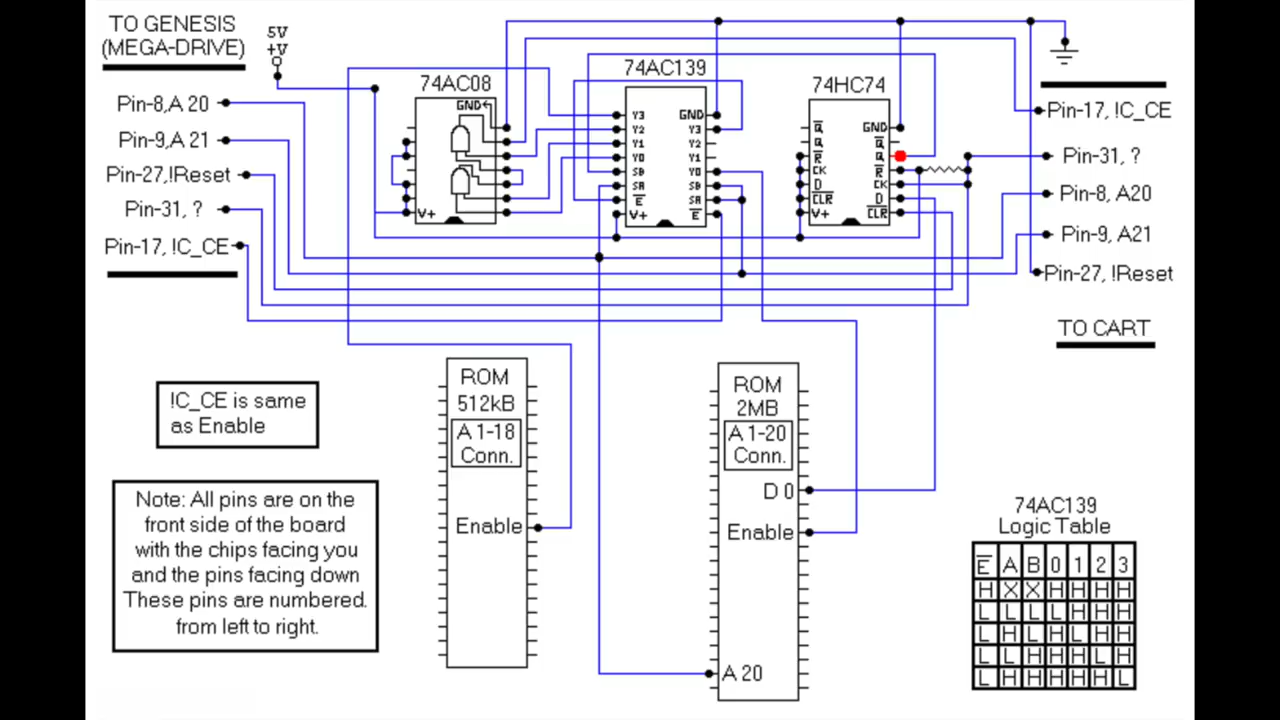 TO GENESIS
(MEGA-DRIVE)
5V
+V
Pin-8,A 20
Pin-9,A 21
Pin-27,!Reset
Pin-31, ?
Pin-17, !C_CE
74AC08
GND
V+
74AC139
Y3
Y2
Y1
Y0
SB
SA
E
V+
GND
Y3
Y2
Y1
Y0
SB
SA
E
74HC74
Q
Q
R
CK
D
CLR
V+
GND
Q
Q
R
CK
D
CLR
Pin-17, !C_CE
Pin-31, ?
Pin-8, A20
Pin-9, A21
Pin-27, !Reset
TO CART
!C_CE is same
as Enable
Note: All pins are on the
front side of the board
with the chips facing you
and the pins facing down
These pins are numbered.
from left to right.
ROM
512kB
A 1-18
Conn.
Enable
ROM
2MB
A 1-20
Conn.
D 0
Enable
A 20
74AC139
Logic Table
E A B 0 1 2 3
H X X H H H H
L L L L H H H
L H L H L H H
L L H H H L H
L H H H H H L